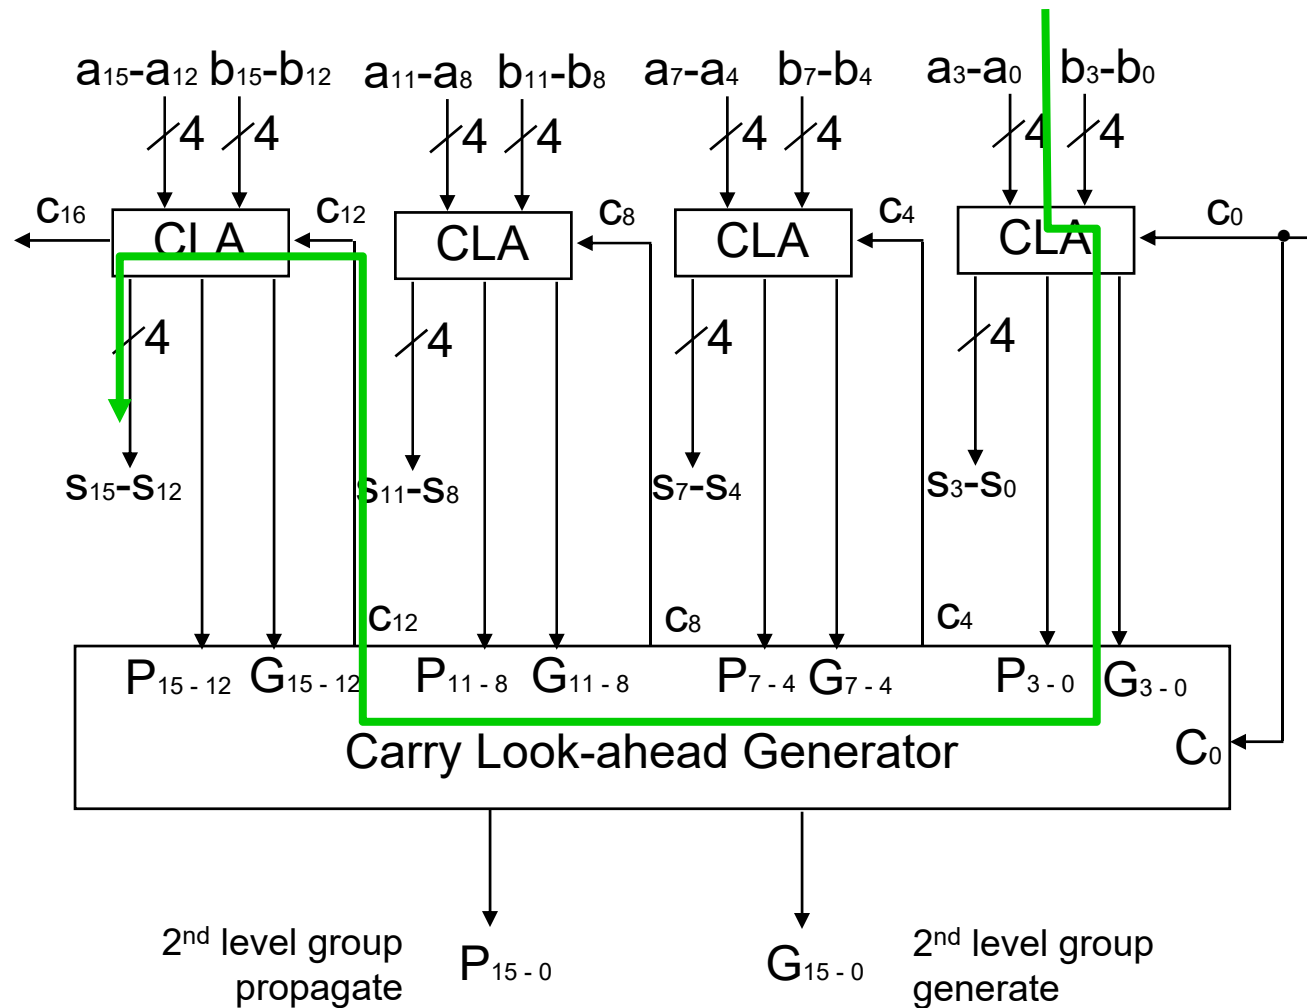 a15-a12 b15-b12 a11-a8 b11-b8 a7-a4 b7-b4 a3-a0 b3-b0
4 4 4 4 4 4 4 4
c16 CLA c12 CLA c8 CLA c4 CLA c0
4 4 4 4
s15-s12 s11-s8 s7-s4 s3-s0
c12 c8 c4
P15 - 12 G15 - 12 P11 - 8 G11 - 8 P7 - 4 G7 - 4 P3 - 0 G3 - 0
Carry Look-ahead Generator C0
2nd level group
propagate
P15 - 0
G15 - 0
2nd level group
generate